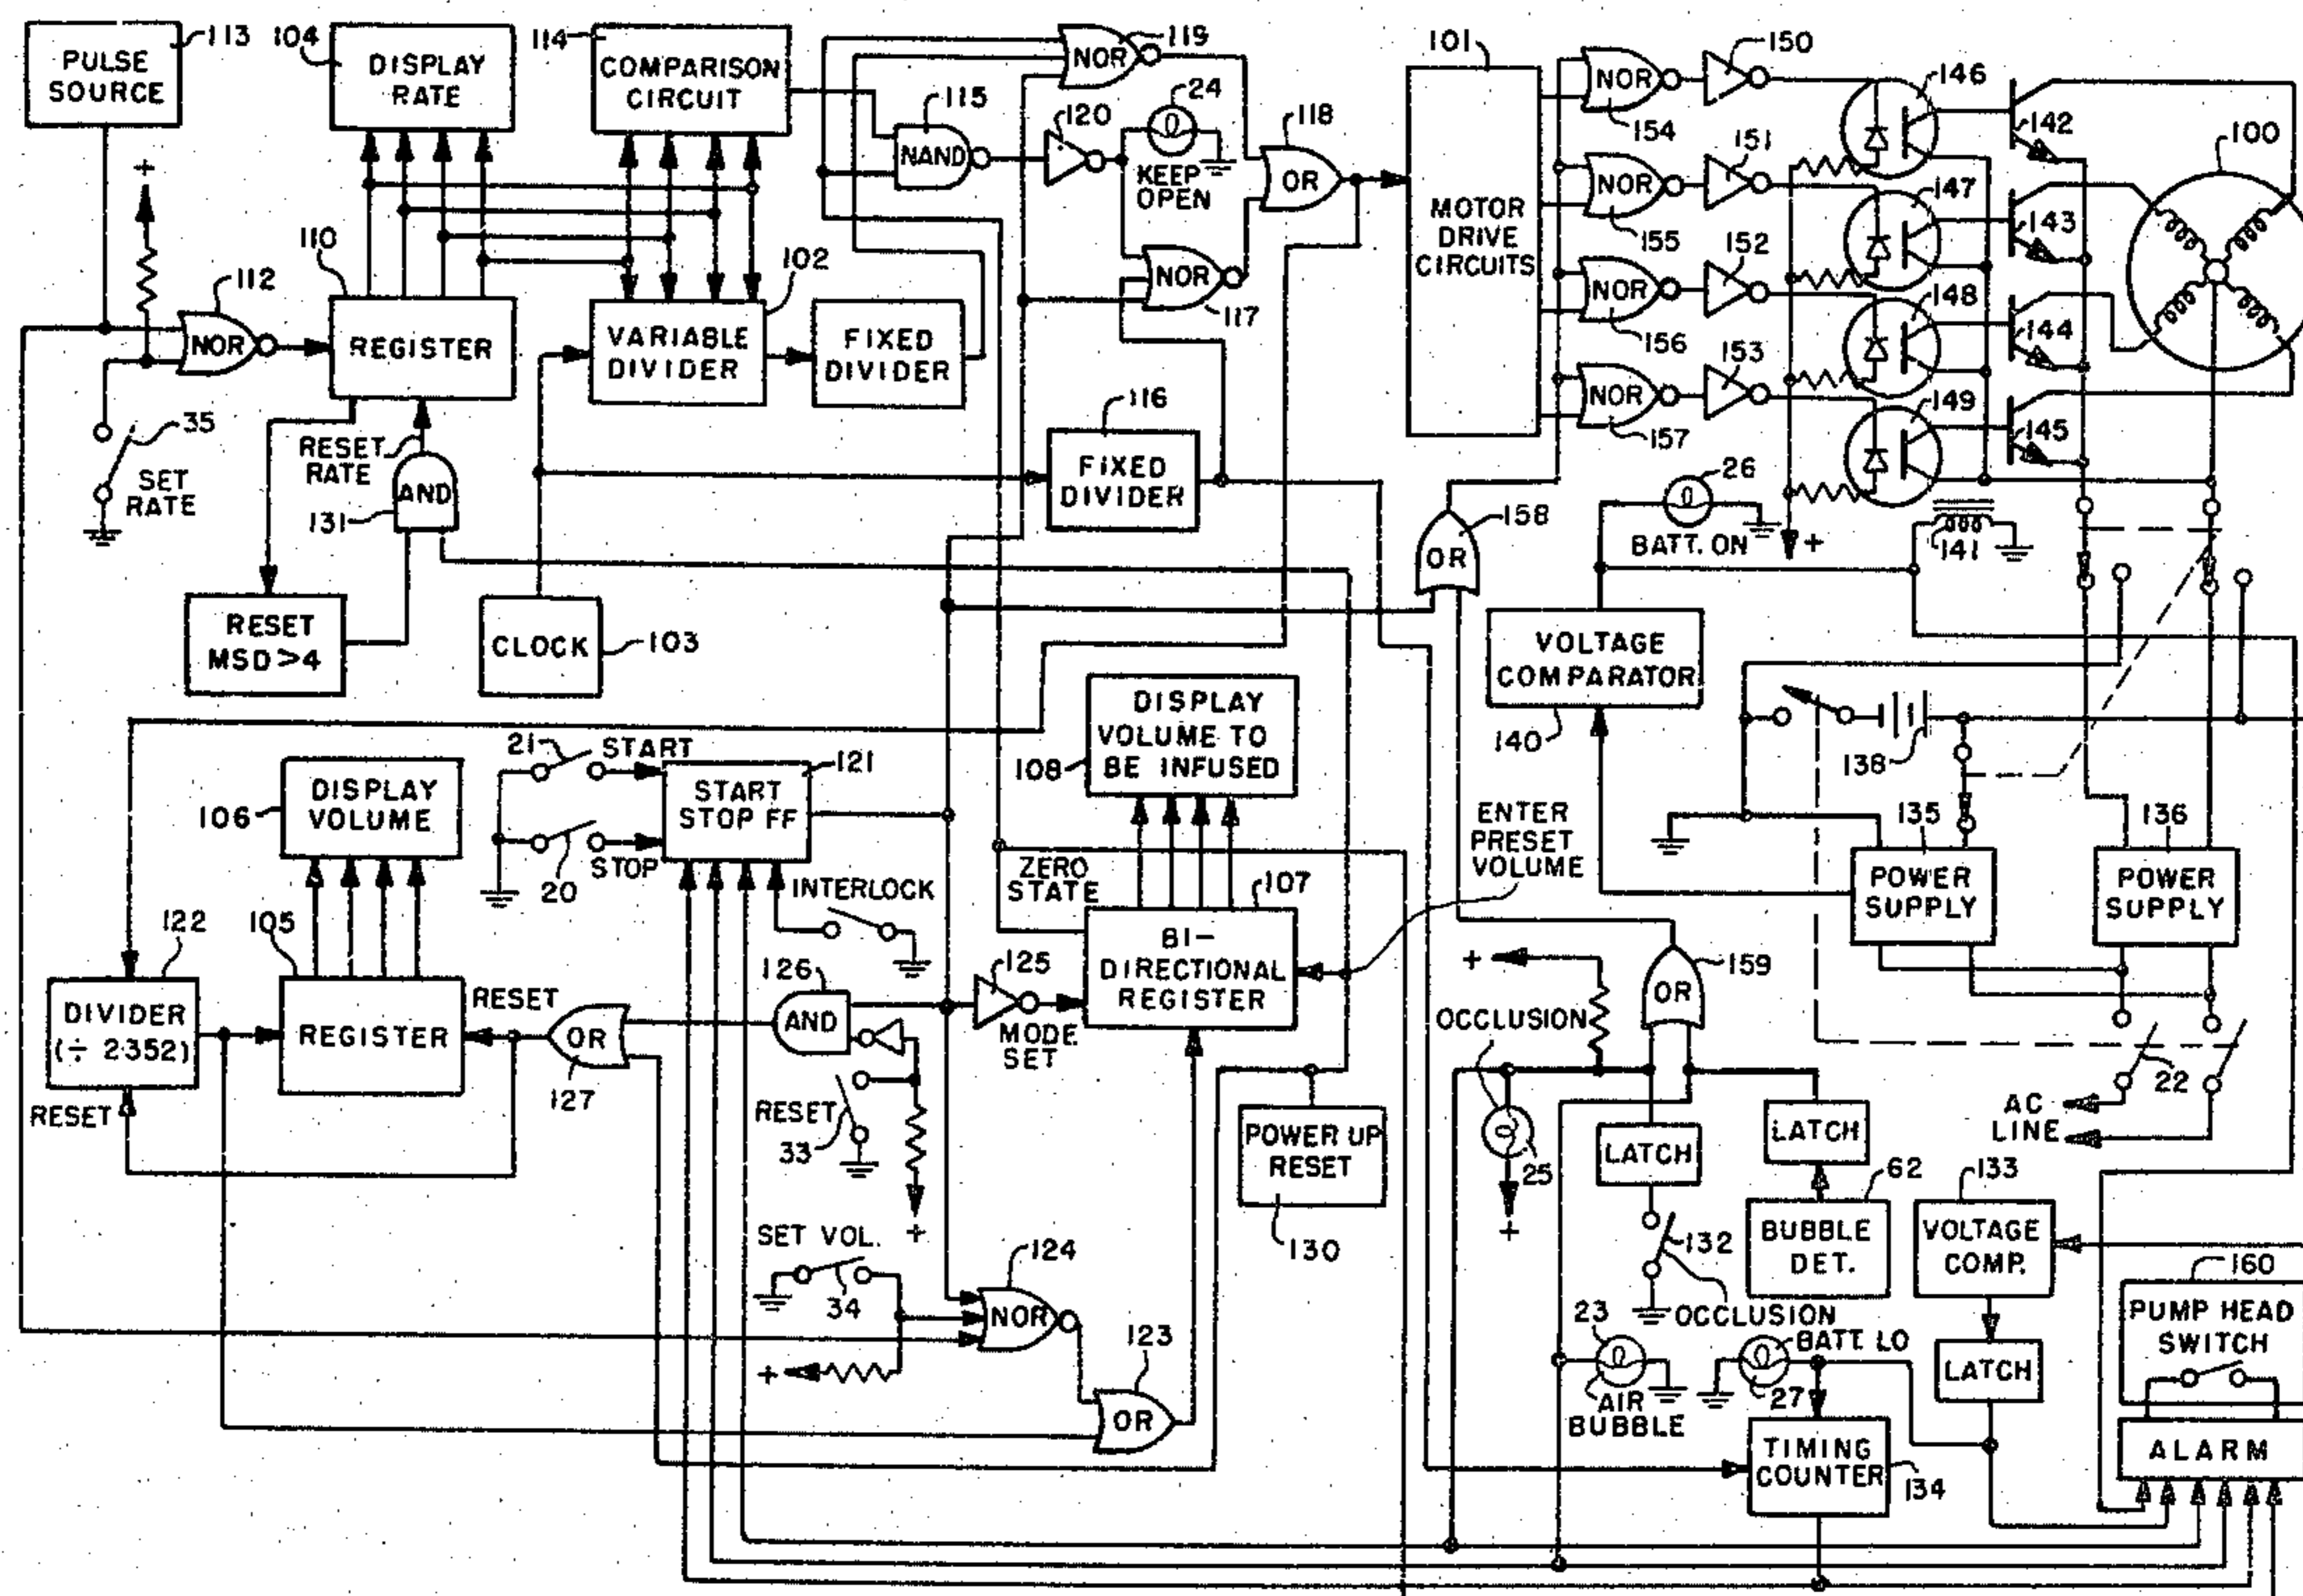 PULSE
SOURCE
113
104
DISPLAY
RATE
114
COMPARISON
CIRCUIT
NOR
119
115
NAND
120
24
KEEP
OPEN
118
OR
101
MOTOR
DRIVE
CIRCUITS
NOR
154
150
146
142
100
NOR
155
151
147
143
NOR
156
152
148
144
NOR
157
153
149
145
+
110
112
NOR
REGISTER
102
VARIABLE
DIVIDER
FIXED
DIVIDER
NOR
117
35
SET
RATE
RESET
RATE
AND
131
116
FIXED
DIVIDER
26
BATT. ON
+
141
158
OR
RESET
MSD>4
CLOCK
103
VOLTAGE
COMPARATOR
140
138
21
START
121
START
STOP FF
20
STOP
DISPLAY
VOLUME TO
BE INFUSED
108
106
DISPLAY
VOLUME
ENTER
PRESET
VOLUME
135
POWER
SUPPLY
136
POWER
SUPPLY
INTERLOCK
ZERO
STATE
107
BI-
DIRECTIONAL
REGISTER
122
105
DIVIDER
(÷ 2352)
REGISTER
RESET
RESET
OR
127
126
AND
125
MODE
SET
RESET
33
+
+
OCCLUSION
159
OR
25
+
LATCH
LATCH
22
AC
LINE
POWER UP
RESET
130
132
OCCLUSION
62
BUBBLE
DET.
133
VOLTAGE
COMP.
160
PUMP HEAD
SWITCH
SET VOL.
34
+
124
NOR
123
OR
23
AIR
BUBBLE
BATT. LO
27
LATCH
TIMING
COUNTER
134
ALARM